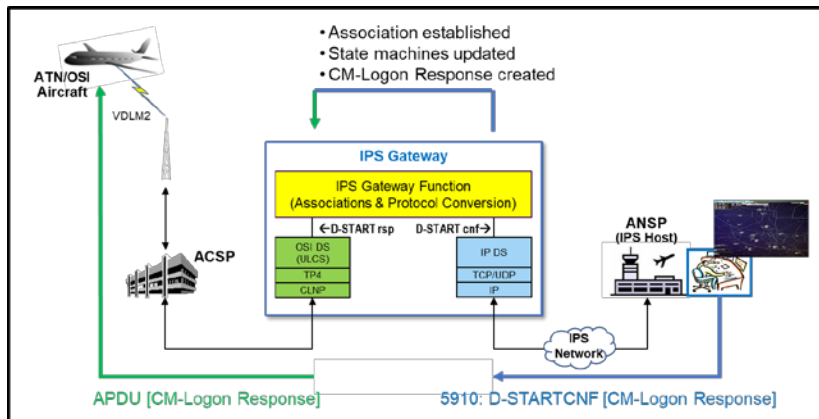 • Association established
• State machines updated
• CM-Logon Response created
ATN/OSI
Aircraft
VDLM2
IPS Gateway
IPS Gateway Function
(Associations & Protocol Conversion)
←D-START rsp
D-START cnf→
ACSP
OSI DS
(ULCS)
TP4
CLNP
IP DS
TCP/UDP
IP
ANSP
(IPS Host)
IPS
Network
APDU [CM-Logon Response]
5910: D-STARTCNF [CM-Logon Response]